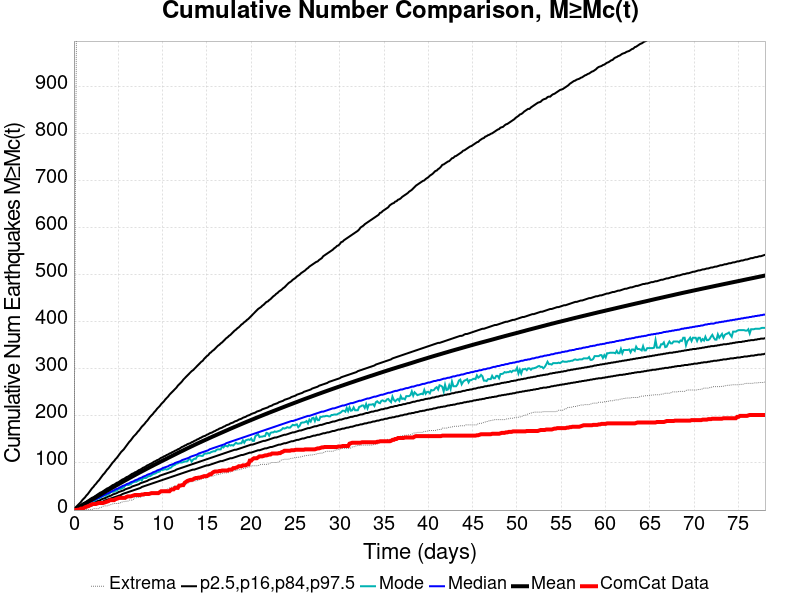 Cumulative Number Comparison, M≥Mc(t)
Cumulative Num Earthquakes M≥Mc(t)
900
800
700
600
500
400
300
200
100
0
0 5 10 15 20 25 30 35 40 45 50 55 60 65 70 75
Time (days)
Extrema p2.5,p16,p84,p97.5 Mode Median Mean ComCat Data